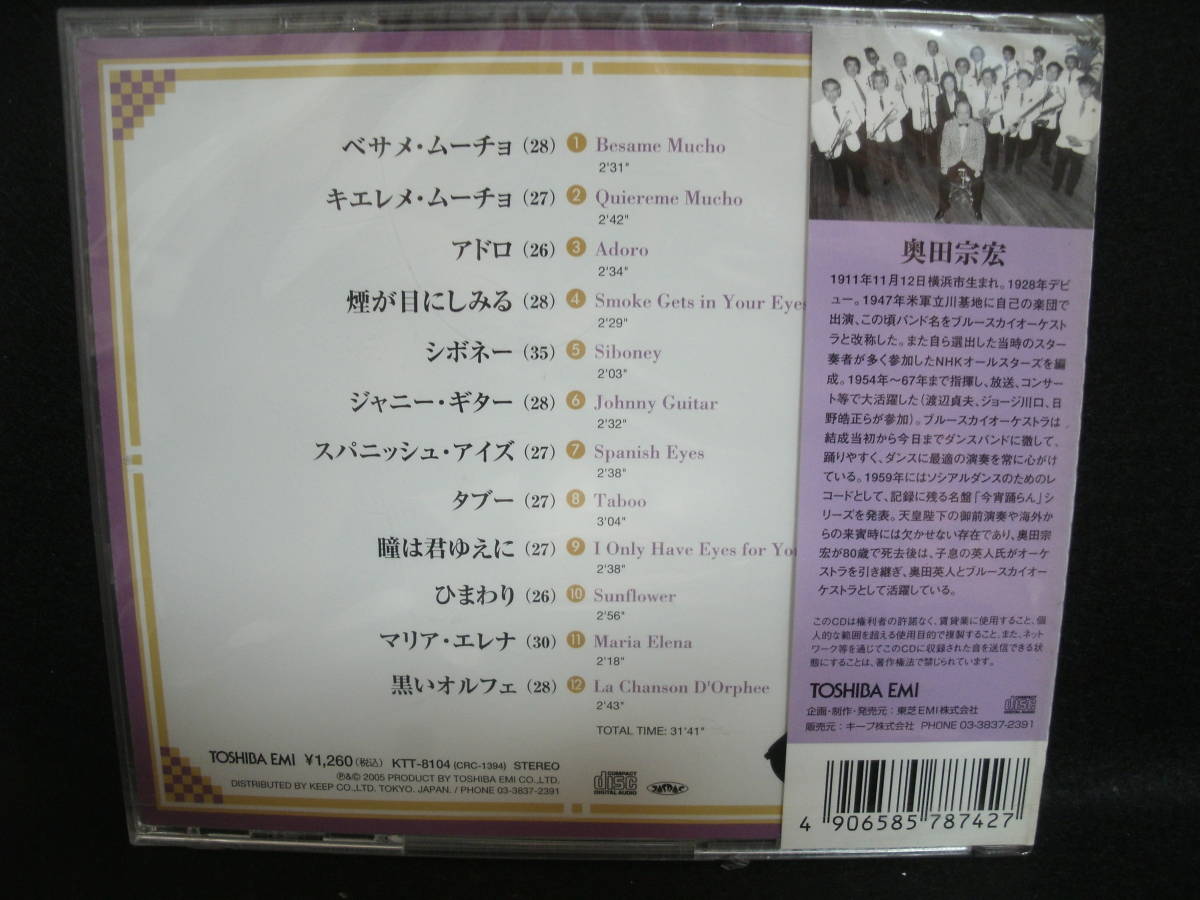 ベサメ・ムーチョ (28) 1 Besame Mucho
2'31"
キエレメ・ムーチョ (27) 2 Quiereme Mucho
2'42"
アドロ (26) 3 Adoro
2'34"
煙が目にしみる (28) 4 Smoke Gets in Your Eyes
2'29"
シボネー (35) 5 Siboney
2'03"
ジャニー・ギター (28) 6 Johnny Guitar
2'32"
スパニッシュ・アイズ (27) 7 Spanish Eyes
2'38"
タブー (27) 8 Taboo
3'04"
瞳は君ゆえに (27) 9 I Only Have Eyes for You
2'38"
ひまわり (26) 10 Sunflower
2'56"
マリア・エレナ (30) 11 Maria Elena
2'18"
黒いオルフェ (28) 12 La Chanson D'Orphee
2'43"
TOTAL TIME: 31'41"
TOSHIBA EMI ¥1,260(税込) KTT-8104 (CRC-1394) STEREO
℗&© 2005 PRODUCT BY TOSHIBA EMI CO.,LTD.
DISTRIBUTED BY KEEP CO.,LTD. TOKYO. JAPAN. / PHONE 03-3837-2391
COMPACT disc DIGITAL AUDIO
JASRAC
奥田宗宏
1911年11月12日横浜市生まれ。1928年デビ
ュー。1947年米軍立川基地に自己の楽団で
出演、この頃バンド名をブルースカイオーケスト
ラと改称した。また自ら選出した当時のスター
奏者が多く参加したNHKオールスターズを編
成。1954年〜67年まで指揮し、放送、コンサー
ト等で大活躍した(渡辺貞夫、ジョージ川口、日
野皓正らが参加)。ブルースカイオーケストラは
結成当初から今日までダンスバンドに徹して、
踊りやすく、ダンスに最適の演奏を常に心がけ
ている。1959年にはソシアルダンスのためのレ
コードとして、記録に残る名盤「今宵踊らん」シ
リーズを発表。天皇陛下の御前演奏や海外か
らの来賓時には欠かせない存在であり、奥田宗
宏が80歳で死去後は、子息の英人氏がオーケ
ストラを引き継ぎ、奥田英人とブルースカイオー
ケストラとして活躍している。
このCDは権利者の許諾なく、賃貸業に使用すること、個
人的な範囲を超える使用目的で複製すること、また、ネット
ワーク等を通じてこのCDに収録された音を送信できる状
態にすることは、著作権法で禁じられています。
TOSHIBA EMI
企画・制作・発売元:東芝EMI株式会社
販売元:キープ株式会社 PHONE 03-3837-2391
4 906585 787427